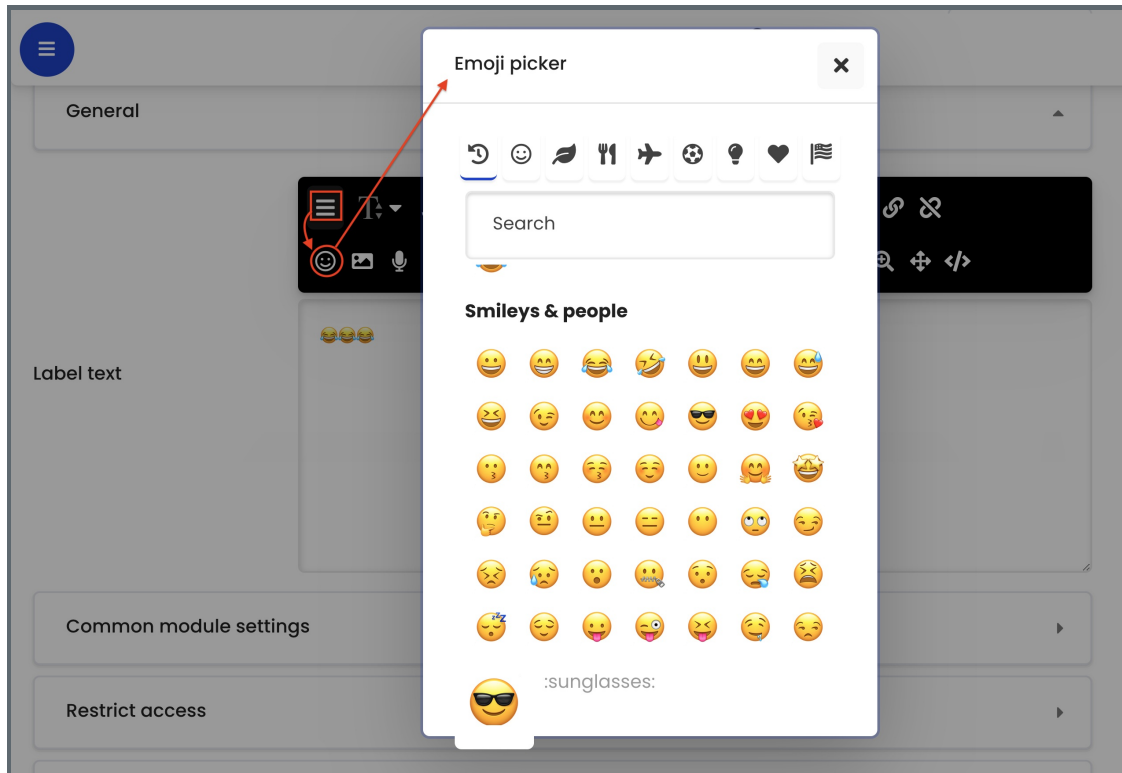 Emoji picker
General
Search
Smileys & people
Label text
Common module settings
:sunglasses:
Restrict access